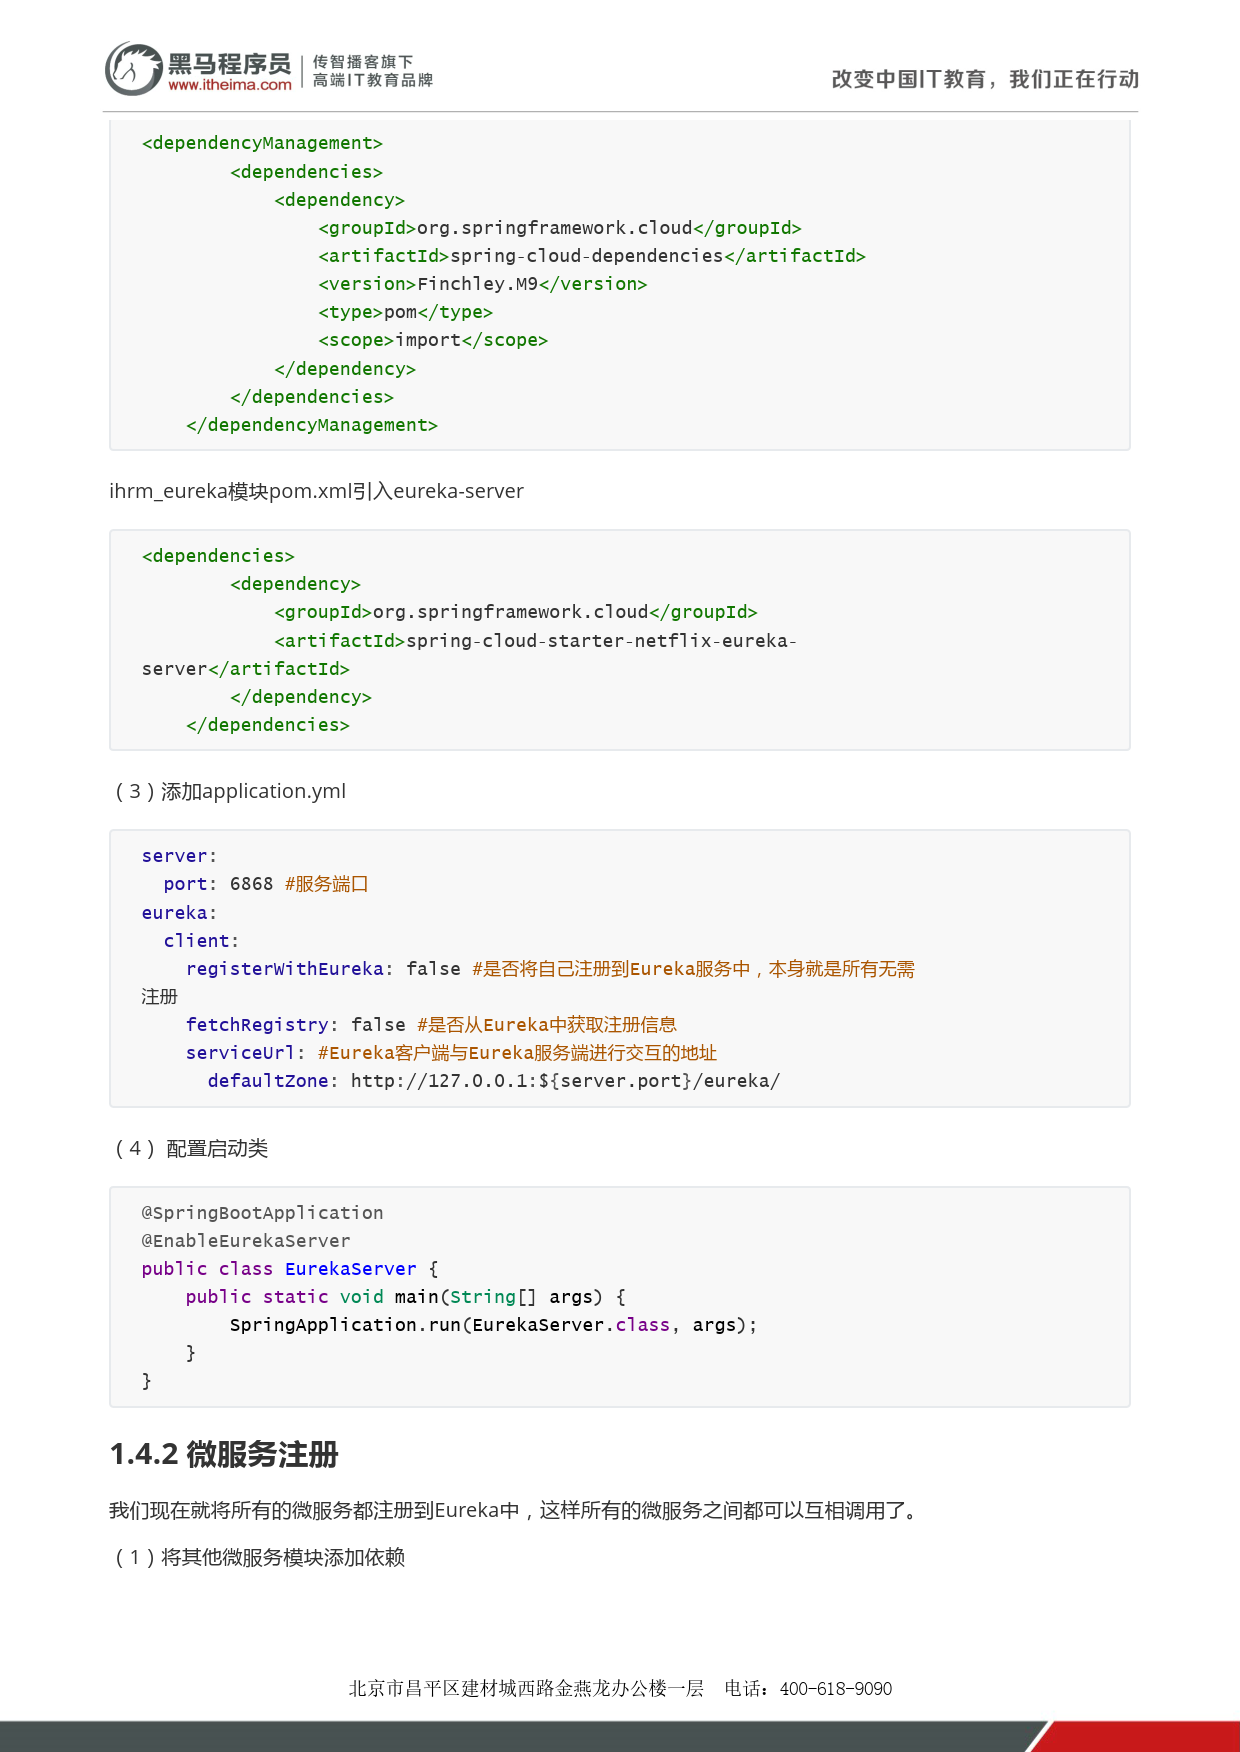 黑马程序员
www.itheima.com
传智播客旗下
高端IT教育品牌
改变中国IT教育，我们正在行动
<dependencyManagement>
        <dependencies>
            <dependency>
                <groupId>org.springframework.cloud</groupId>
                <artifactId>spring-cloud-dependencies</artifactId>
                <version>Finchley.M9</version>
                <type>pom</type>
                <scope>import</scope>
            </dependency>
        </dependencies>
    </dependencyManagement>
ihrm_eureka模块pom.xml引入eureka-server
<dependencies>
        <dependency>
            <groupId>org.springframework.cloud</groupId>
            <artifactId>spring-cloud-starter-netflix-eureka-
server</artifactId>
        </dependency>
    </dependencies>
（3）添加application.yml
server:
  port: 6868 #服务端口
eureka:
  client:
    registerWithEureka: false #是否将自己注册到Eureka服务中，本身就是所有无需
注册
    fetchRegistry: false #是否从Eureka中获取注册信息
    serviceUrl: #Eureka客户端与Eureka服务端进行交互的地址
      defaultZone: http://127.0.0.1:${server.port}/eureka/
（4） 配置启动类
@SpringBootApplication
@EnableEurekaServer
public class EurekaServer {
    public static void main(String[] args) {
        SpringApplication.run(EurekaServer.class, args);
    }
}
1.4.2 微服务注册
我们现在就将所有的微服务都注册到Eureka中，这样所有的微服务之间都可以互相调用了。
（1）将其他微服务模块添加依赖
北京市昌平区建材城西路金燕龙办公楼一层 电话：400-618-9090